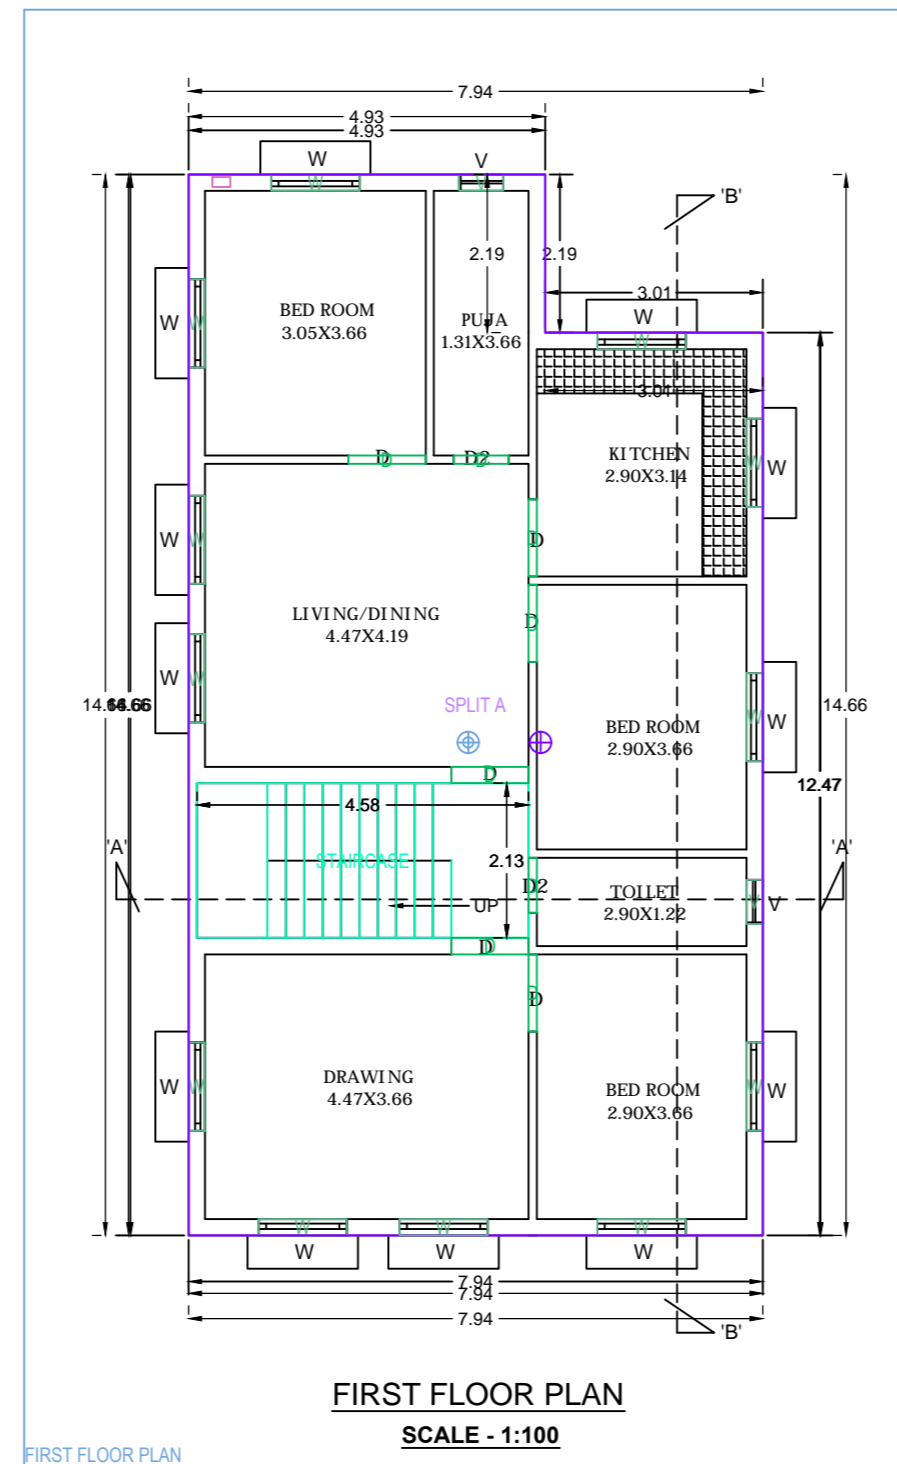 7.94
4.93
4.93
W
V
W
V
'B'
2.19
2.19
3.01
W
W
BED ROOM
3.05X3.66
PUJA
1.31X3.66
W
W
W
3.01
KITCHEN
2.90X3.14
D
D
D2
D
W
W
W
W
D
D
LIVING/DINING
4.47X4.19
D
D
W
W
SPLIT A
BED ROOM
2.90X3.66
W
W
14.66
14.66
14.66
14.66
12.47
D
D
4.58
STAIRCASE
2.13
'A'
'A'
UP
D2
TOILET
2.90X1.22
V
D
D
D
DRAWING
4.47X3.66
BED ROOM
2.90X3.66
W
W
W
W
W
W
W
W
W
W
7.94
7.94
7.94
'B'
FIRST FLOOR PLAN
SCALE - 1:100
FIRST FLOOR PLAN